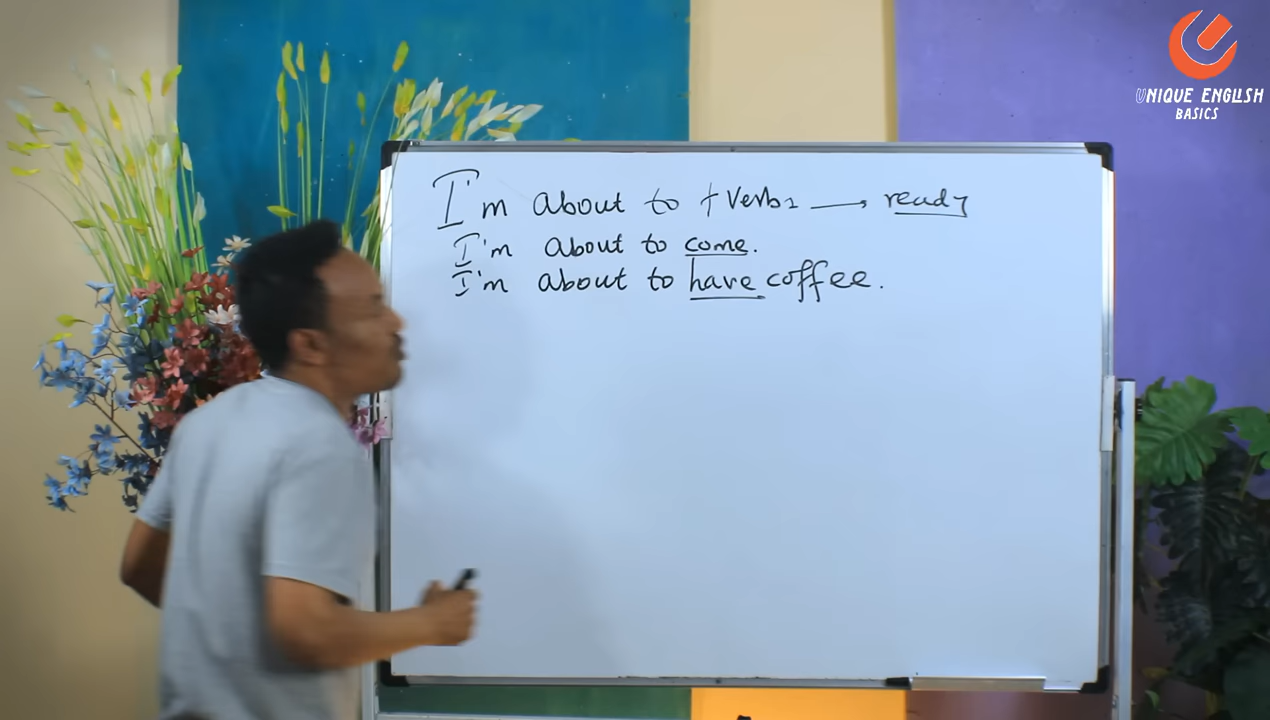 I'm about to + Verb1 → ready
I'm about to come.
I'm about to have coffee.
UNIQUE ENGLISH
BASICS